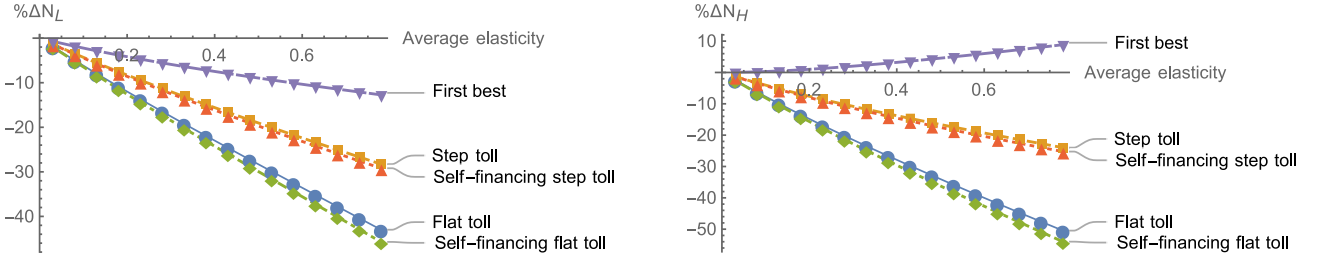 %ΔN_L
Average elasticity
0.2
0.4
0.6
−10
−20
−30
−40
First best
Step toll
Self−financing step toll
Flat toll
Self−financing flat toll
%ΔN_H
10
Average elasticity
0.2
0.4
0.6
−10
−20
−30
−40
−50
First best
Step toll
Self−financing step toll
Flat toll
Self−financing flat toll